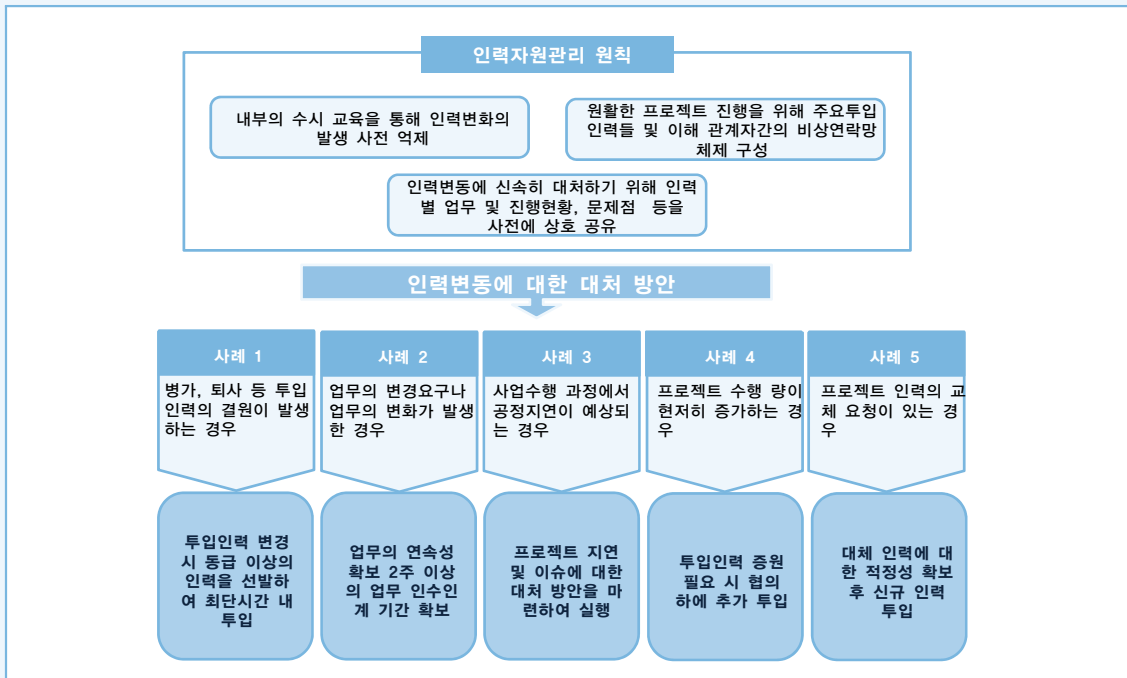 인력자원관리 원칙
내부의 수시 교육을 통해 인력변화의
발생 사전 억제
원활한 프로젝트 진행을 위해 주요투입
인력들 및 이해 관계자간의 비상연락망
체제 구성
인력변동에 신속히 대처하기 위해 인력
별 업무 및 진행현황, 문제점 등을
사전에 상호 공유
인력변동에 대한 대처 방안
사례 1
병가, 퇴사 등 투입
인력의 결원이 발생
하는 경우
투입인력 변경
시 동급 이상의
인력을 선발하
여 최단시간 내
투입
사례 2
업무의 변경요구나
업무의 변화가 발생
한 경우
업무의 연속성
확보 2주 이상
의 업무 인수인
계 기간 확보
사례 3
사업수행 과정에서
공정지연이 예상되
는 경우
프로젝트 지연
및 이슈에 대한
대처 방안을 마
련하여 실행
사례 4
프로젝트 수행 량이
현저히 증가하는 경
우
투입인력 증원
필요 시 협의
하에 추가 투입
사례 5
프로젝트 인력의 교
체 요청이 있는 경
우
대체 인력에 대
한 적정성 확보
후 신규 인력
투입